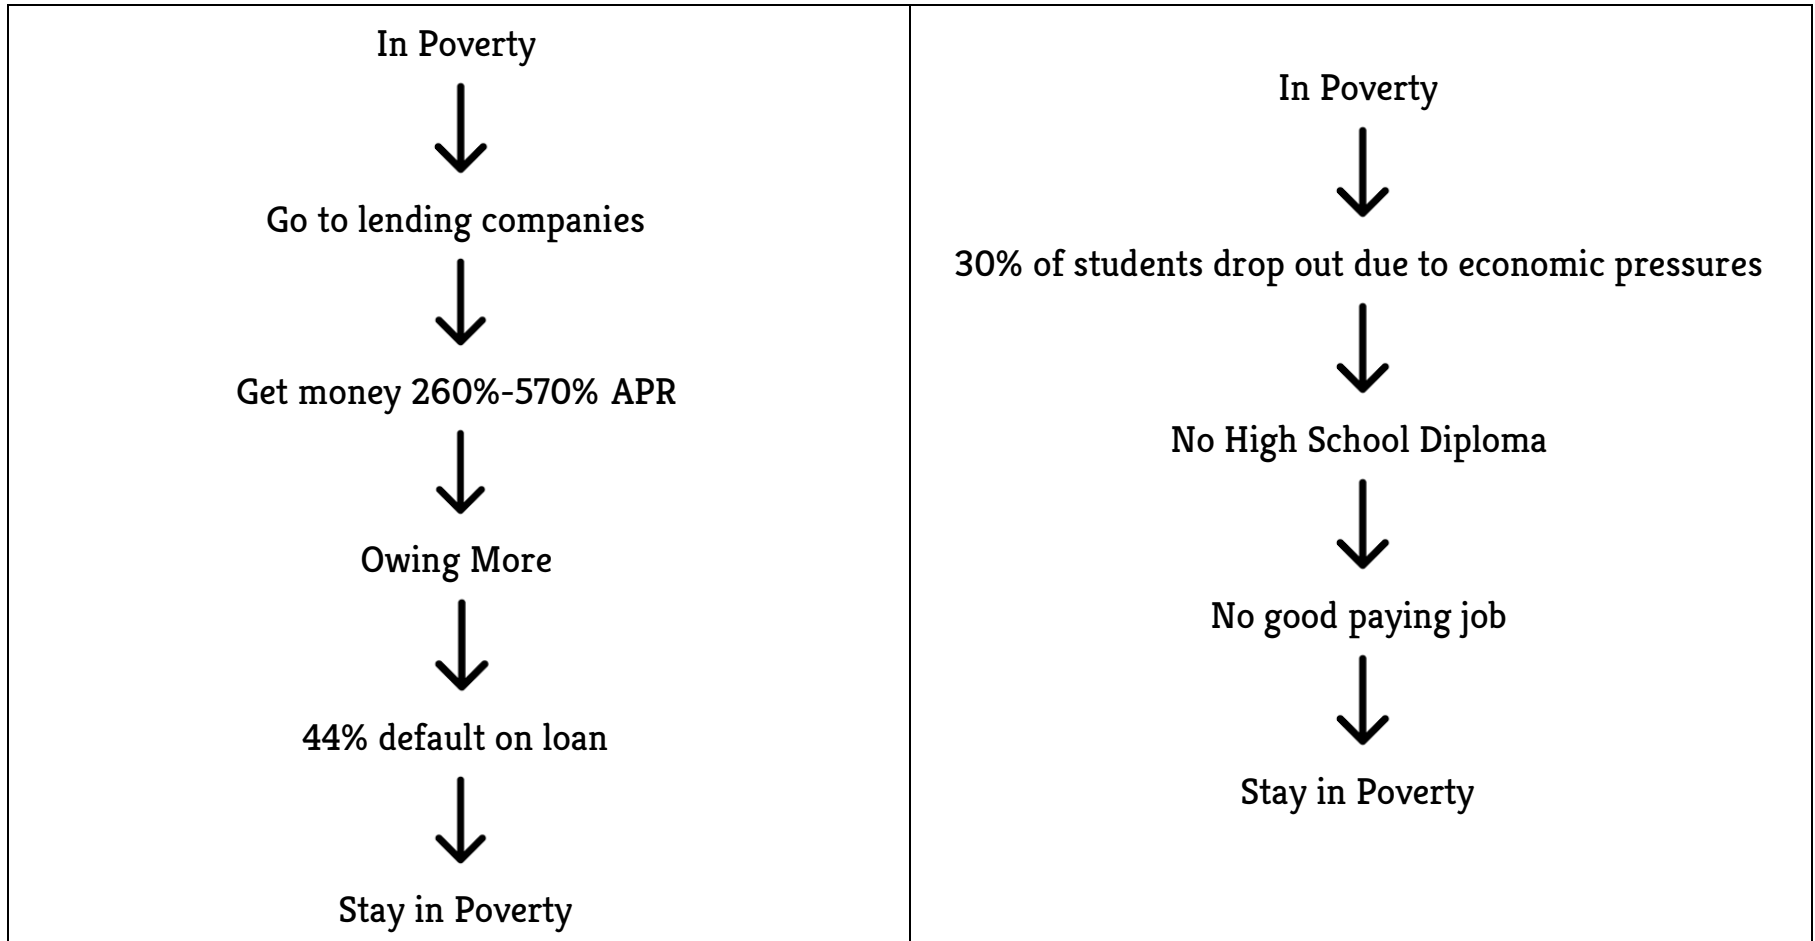 In Poverty
Go to lending companies
Get money 260%-570% APR
Owing More
44% default on loan
Stay in Poverty
In Poverty
30% of students drop out due to economic pressures
No High School Diploma
No good paying job
Stay in Poverty